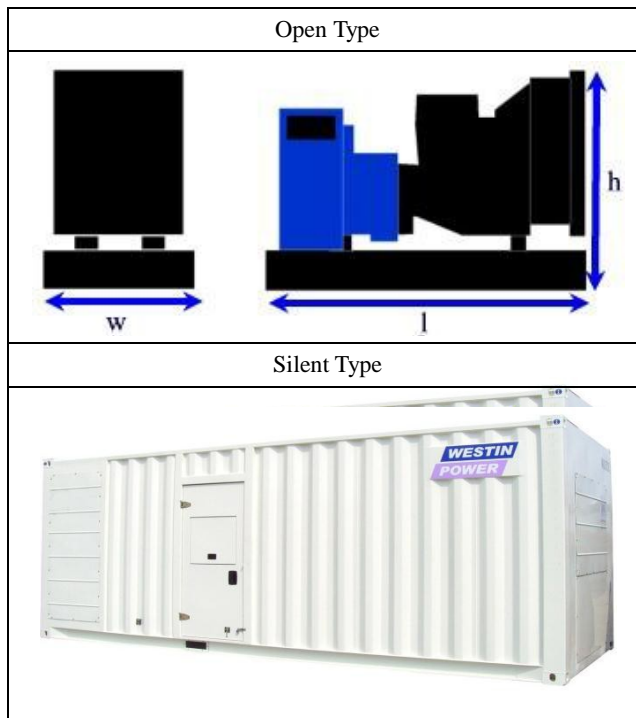 Open Type
h
w
l
Silent Type
WESTIN
POWER